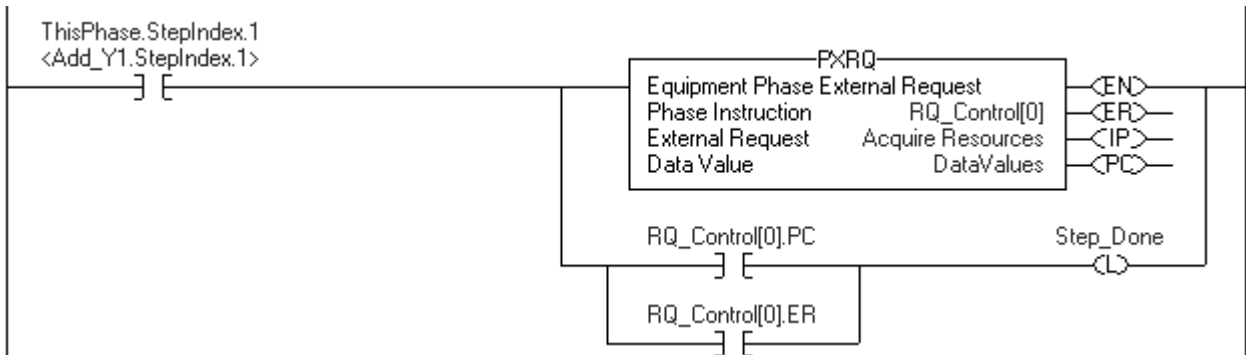 ThisPhase.StepIndex.1
<Add_Y1.StepIndex.1>
PXRQ
Equipment Phase External Request
Phase Instruction RQ_Control[0]
External Request Acquire Resources
Data Value DataValues
EN
ER
IP
PC
RQ_Control[0].PC
Step_Done
L
RQ_Control[0].ER